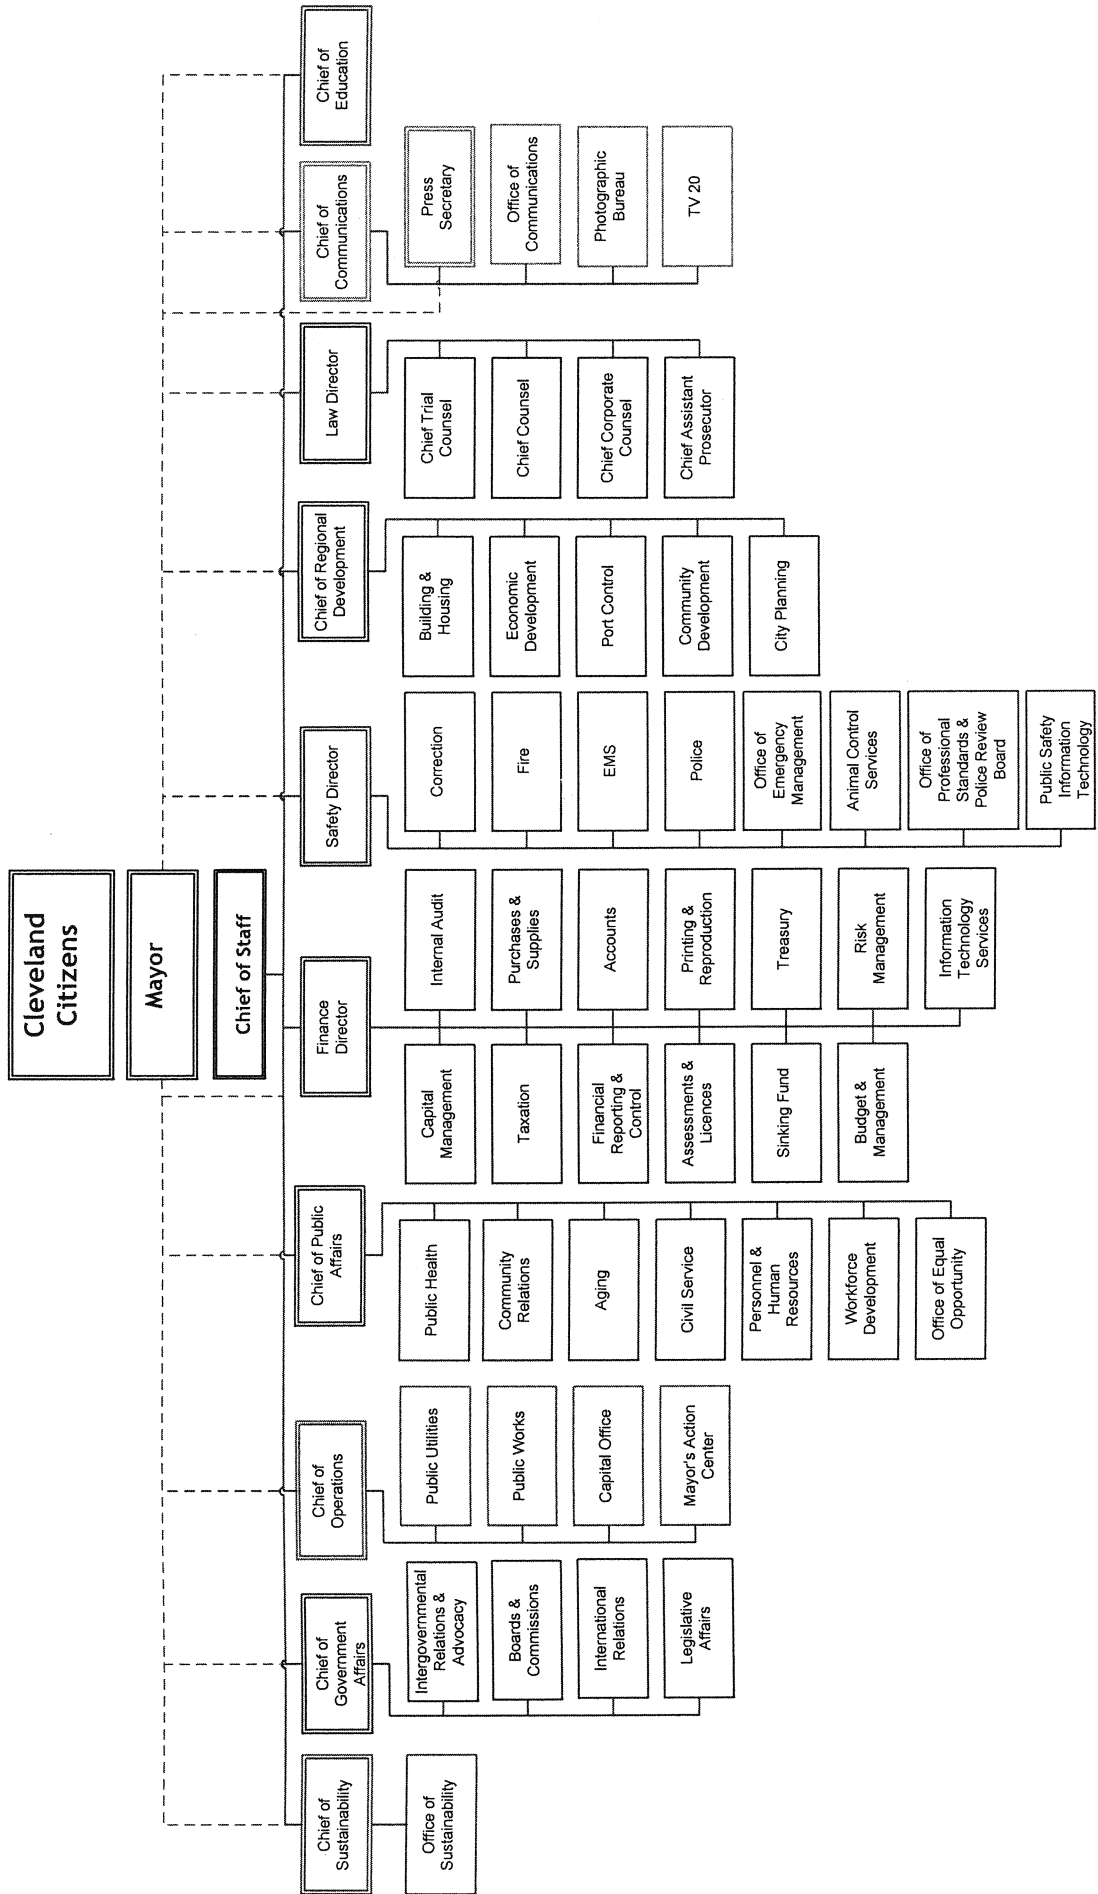 Cleveland
Citizens
Mayor
Chief of Staff
Chief of
Sustainability
Office of
Sustainability
Chief of
Government
Affairs
Intergovernmental
Relations &
Advocacy
Boards &
Commissions
International
Relations
Legislative
Affairs
Chief of
Operations
Public Utilities
Public Works
Capital Office
Mayor's Action
Center
Chief of Public
Affairs
Public Health
Community
Relations
Aging
Civil Service
Personnel &
Human
Resources
Workforce
Development
Office of Equal
Opportunity
Finance
Director
Capital
Management
Taxation
Financial
Reporting &
Control
Assessments &
Licences
Sinking Fund
Budget &
Management
Internal Audit
Purchases &
Supplies
Accounts
Printing &
Reproduction
Treasury
Risk
Management
Information
Technology
Services
Safety Director
Correction
Fire
EMS
Police
Office of
Emergency
Management
Animal Control
Services
Office of
Professional
Standards &
Police Review
Board
Public Safety
Information
Technology
Chief of Regional
Development
Building &
Housing
Economic
Development
Port Control
Community
Development
City Planning
Law Director
Chief Trial
Counsel
Chief Counsel
Chief Corporate
Counsel
Chief Assistant
Prosecutor
Chief of
Communications
Press
Secretary
Office of
Communications
Photographic
Bureau
TV 20
Chief of
Education